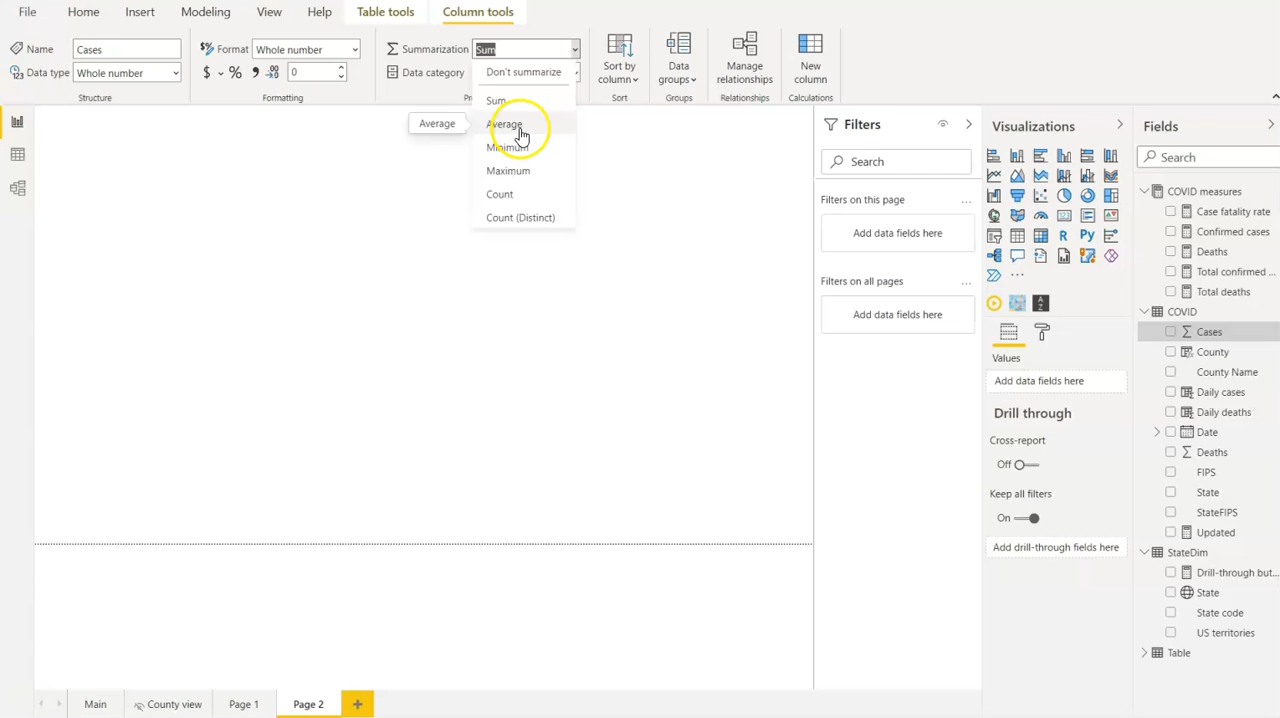 File Home Insert Modeling View Help Table tools Column tools
Name Cases
Data type Whole number
Structure
Format Whole number
$ % 0
Formatting
Summarization Sum
Data category
Don't summarize
Sum
Average
Minimum
Maximum
Count
Count (Distinct)
Average
Sort by
column
Sort
Data
groups
Groups
Manage
relationships
Relationships
New
column
Calculations
Filters
Search
Filters on this page ...
Add data fields here
Filters on all pages ...
Add data fields here
Visualizations
R
Py
...
A
Z
Values
Add data fields here
Drill through
Cross-report
Off
Keep all filters
On
Add drill-through fields here
Fields
Search
COVID measures
Case fatality rate
Confirmed cases
Deaths
Total confirmed ...
Total deaths
COVID
Cases
County
County Name
Daily cases
Daily deaths
Date
Deaths
FIPS
State
StateFIPS
Updated
StateDim
Drill-through but...
State
State code
US territories
Table
Main County view Page 1 Page 2 +